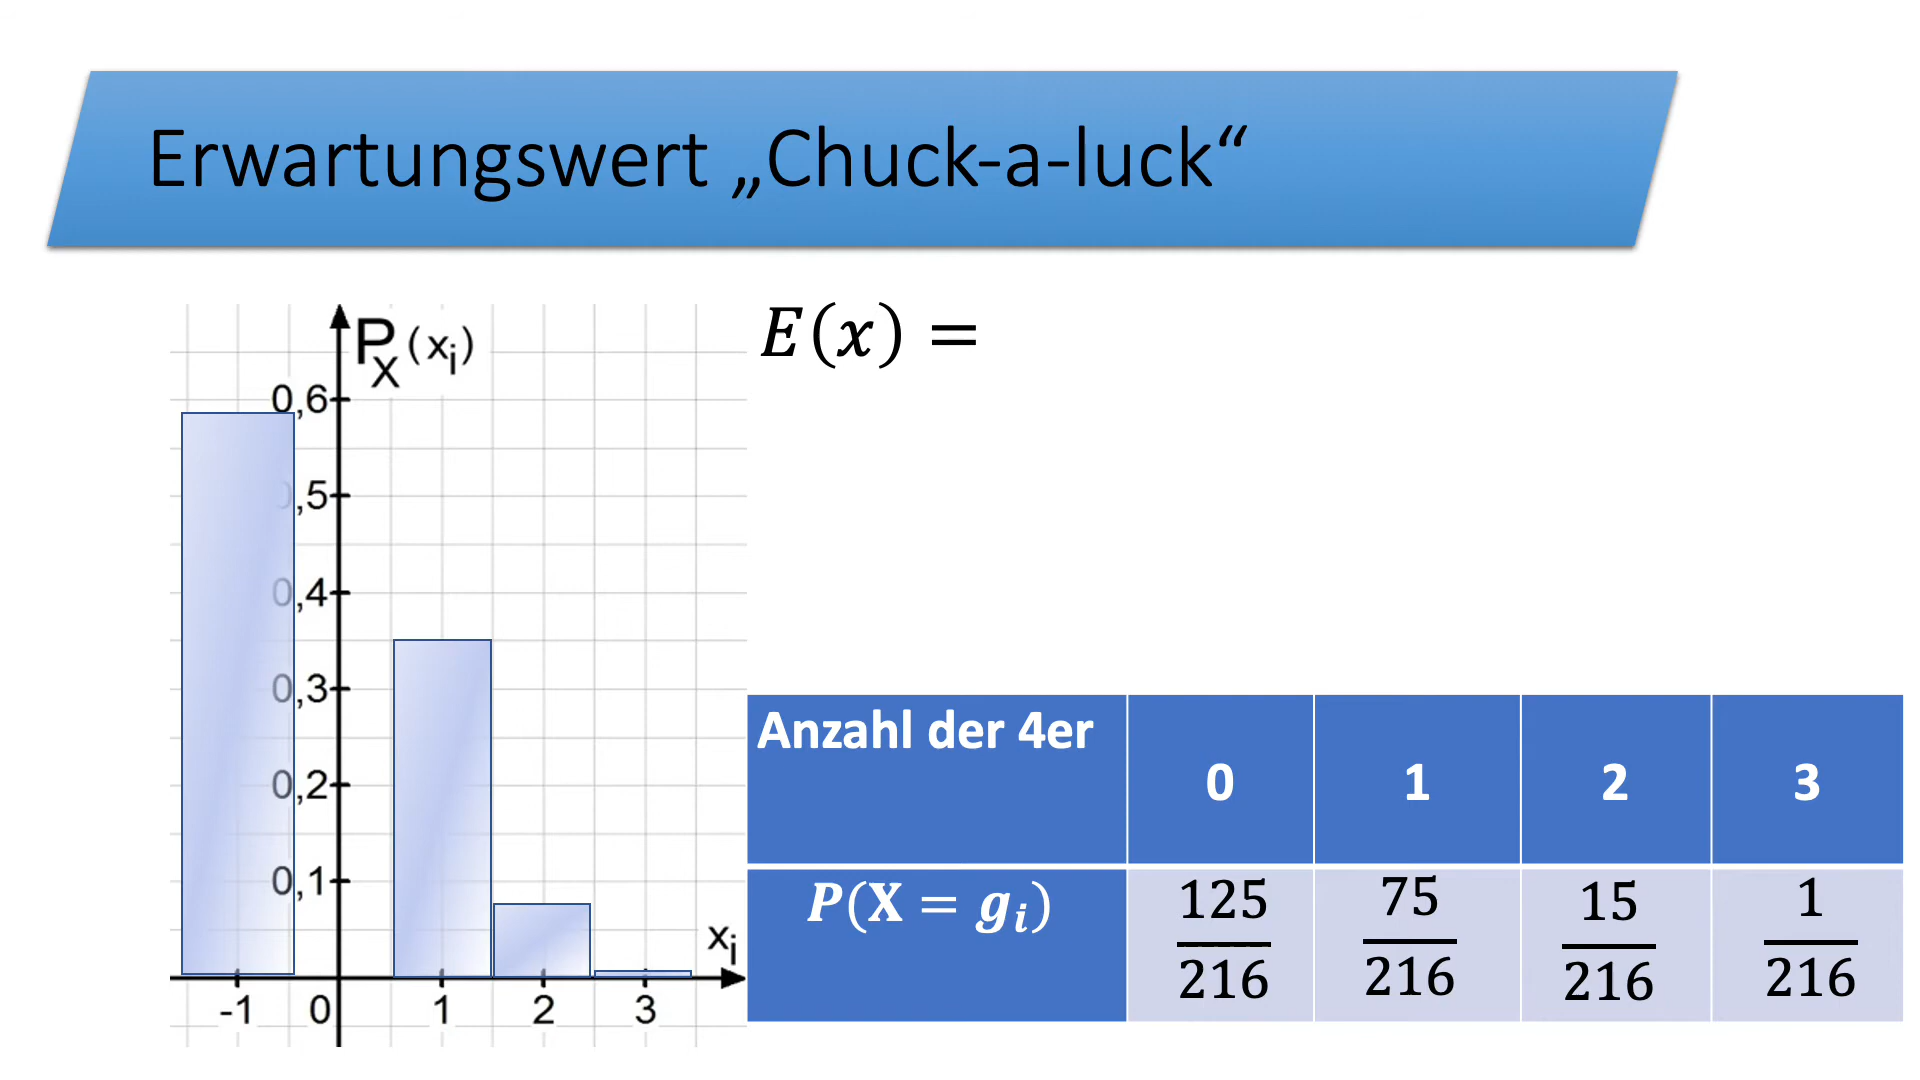 Erwartungswert „Chuck-a-luck“
P_X(x_i)
0,6
0,5
0,4
0,3
0,2
0,1
x_i
-1 0 1 2 3
E(x) =
Anzahl der 4er 0 1 2 3
P(X = g_i) 125/216 75/216 15/216 1/216